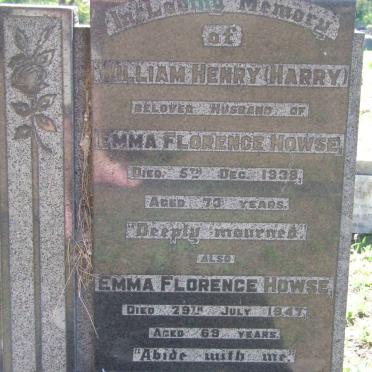 In Loving Memory
of
William Henry (Harry)
Beloved Husband of
Emma Florence Howse,
Died 5th Dec. 1938,
Aged 73 Years.
"Deeply mourned."
also
Emma Florence Howse,
Died 29th July 1947,
Aged 69 Years.
"Abide with me."